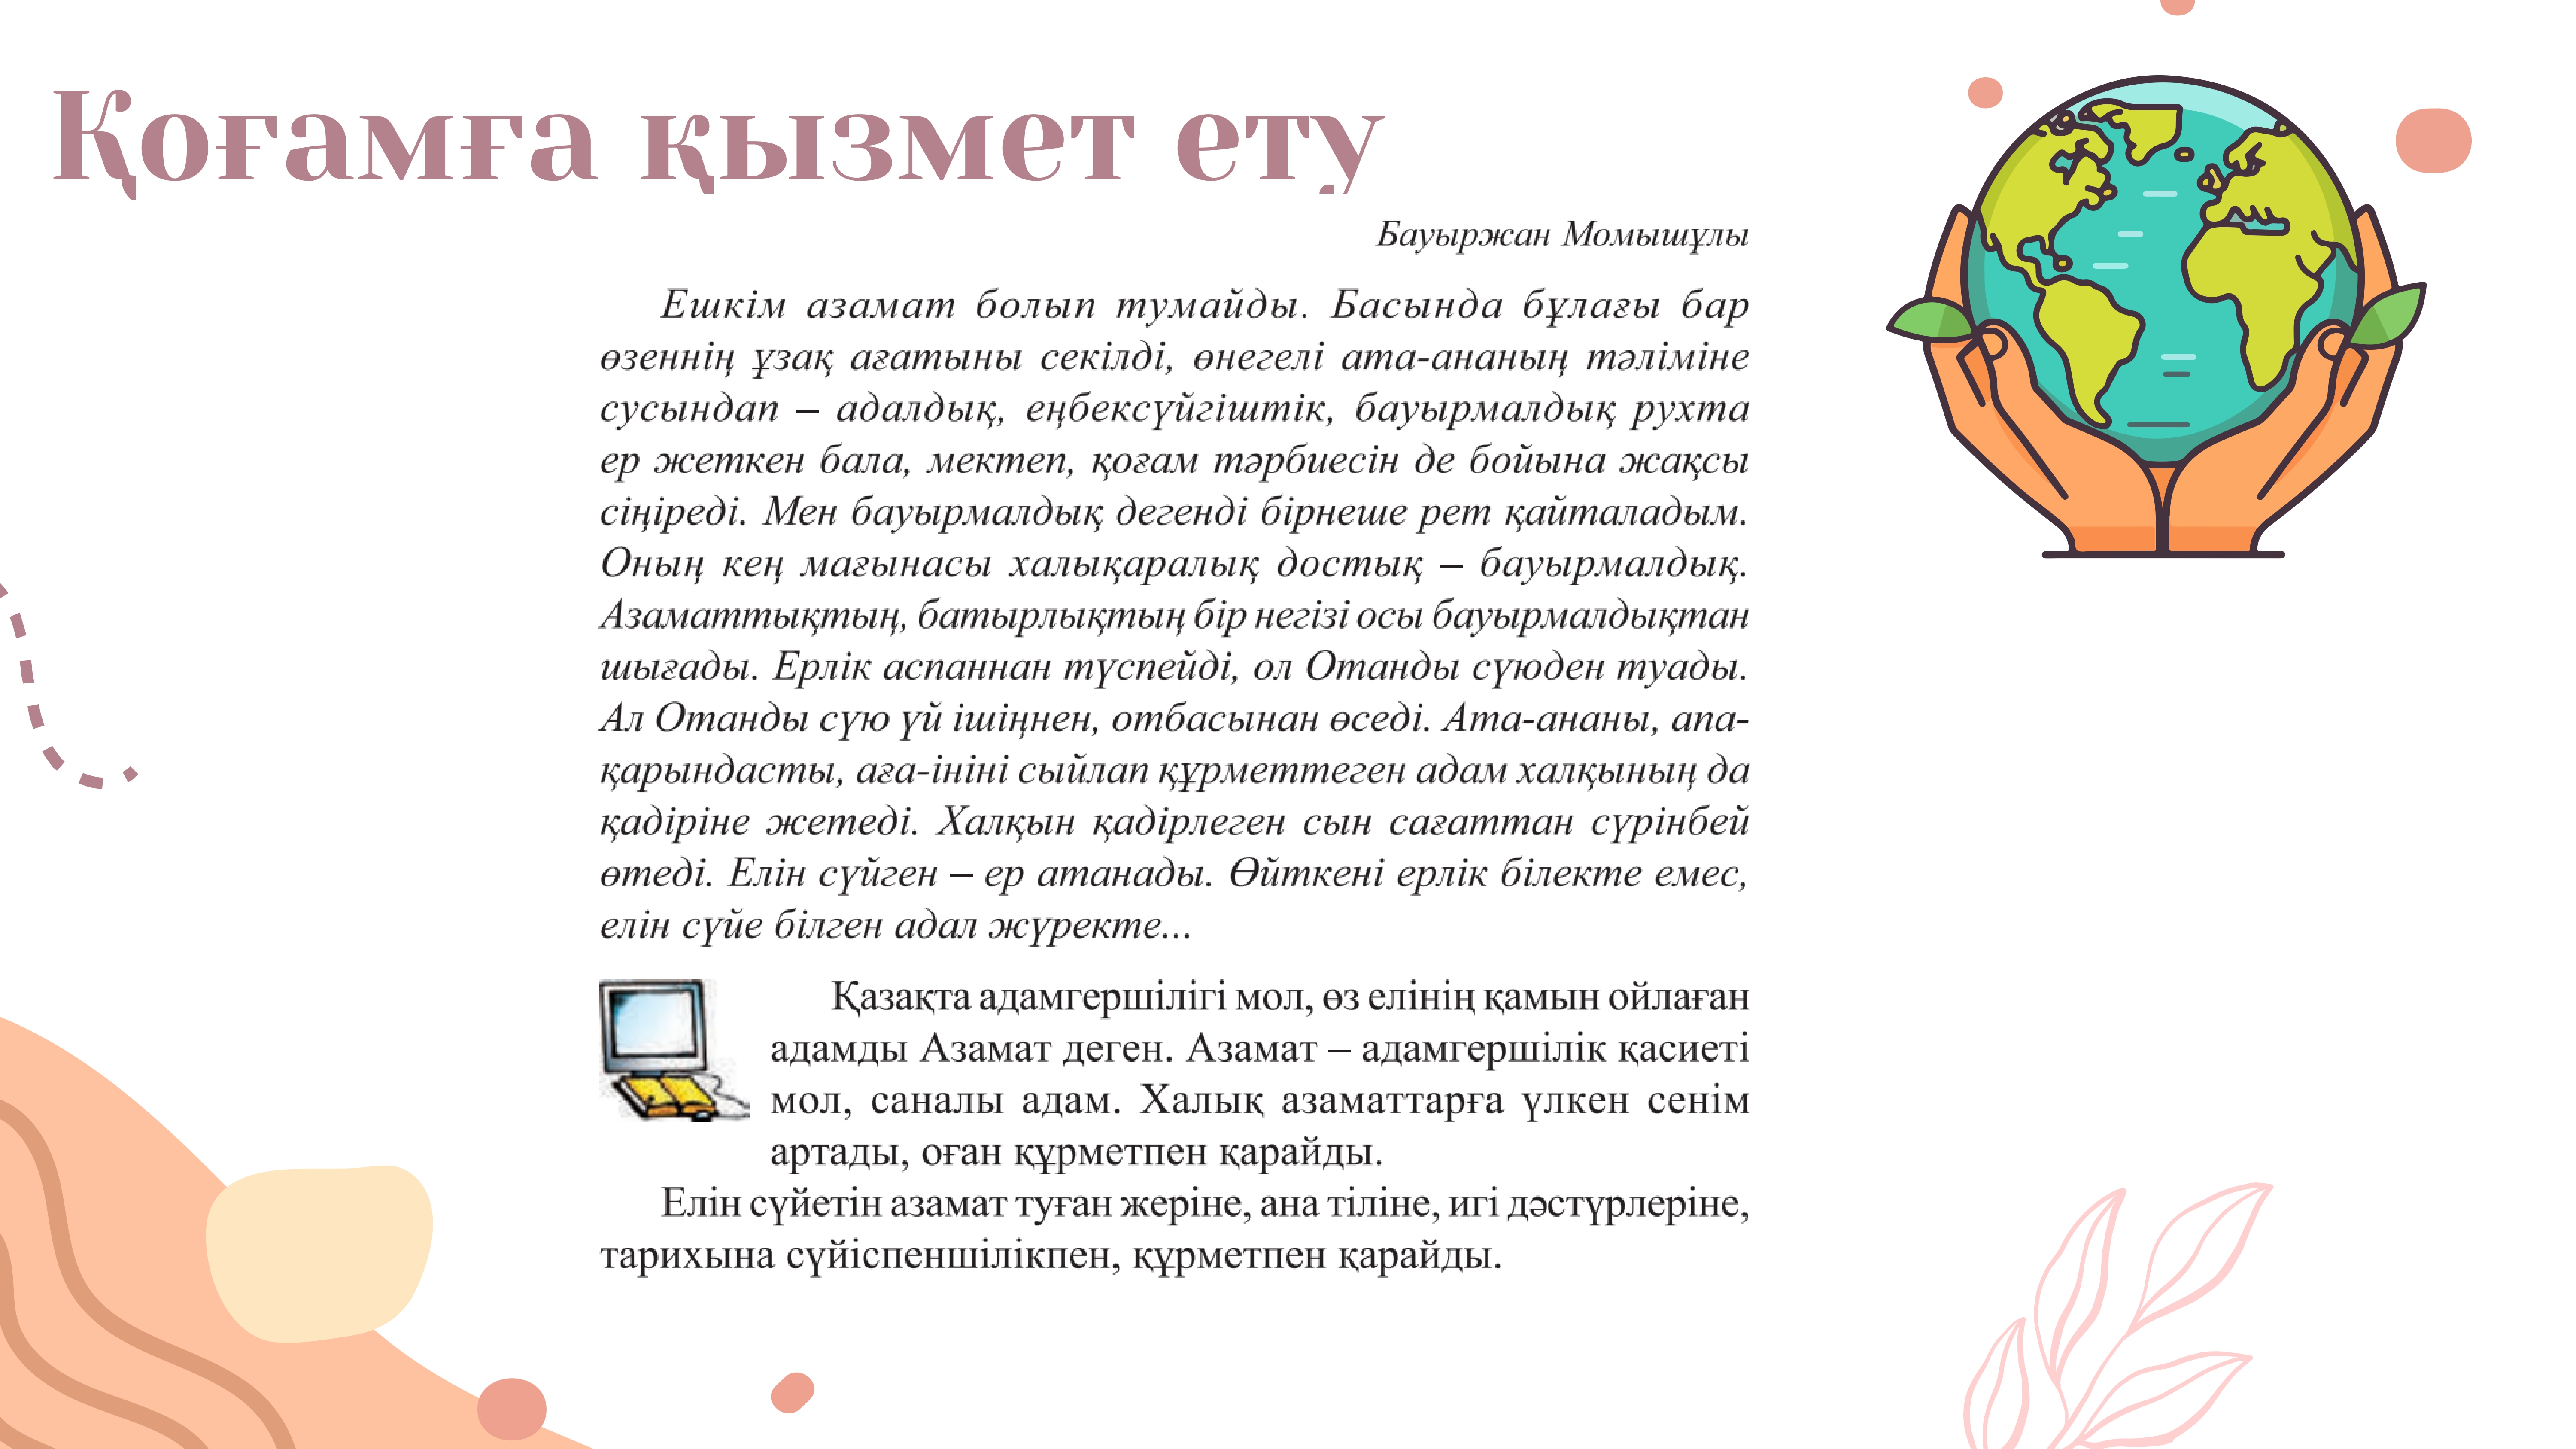 Қоғамға қызмет ету
Бауыржан Момышұлы
Ешкім азамат болып тумайды. Басында бұлағы бар
өзеннің ұзақ ағатыны секілді, өнегелі ата-ананың тәліміне
сусындап – адалдық, еңбексүйгіштік, бауырмалдық рухта
ер жеткен бала, мектеп, қоғам тәрбиесін де бойына жақсы
сіңіреді. Мен бауырмалдық дегенді бірнеше рет қайталадым.
Оның кең мағынасы халықаралық достық – бауырмалдық.
Азаматтықтың, батырлықтың бір негізі осы бауырмалдықтан
шығады. Ерлік аспаннан түспейді, ол Отанды сүюден туады.
Ал Отанды сүю үй ішіңнен, отбасынан өседі. Ата-ананы, апа-
қарындасты, аға-ініні сыйлап құрметтеген адам халқының да
қадіріне жетеді. Халқын қадірлеген сын сағаттан сүрінбей
өтеді. Елін сүйген – ер атанады. Өйткені ерлік білекте емес,
елін сүйе білген адал жүректе...
Қазақта адамгершілігі мол, өз елінің қамын ойлаған
адамды Азамат деген. Азамат – адамгершілік қасиеті
мол, саналы адам. Халық азаматтарға үлкен сенім
артады, оған құрметпен қарайды.
Елін сүйетін азамат туған жеріне, ана тіліне, игі дәстүрлеріне,
тарихына сүйіспеншілікпен, құрметпен қарайды.